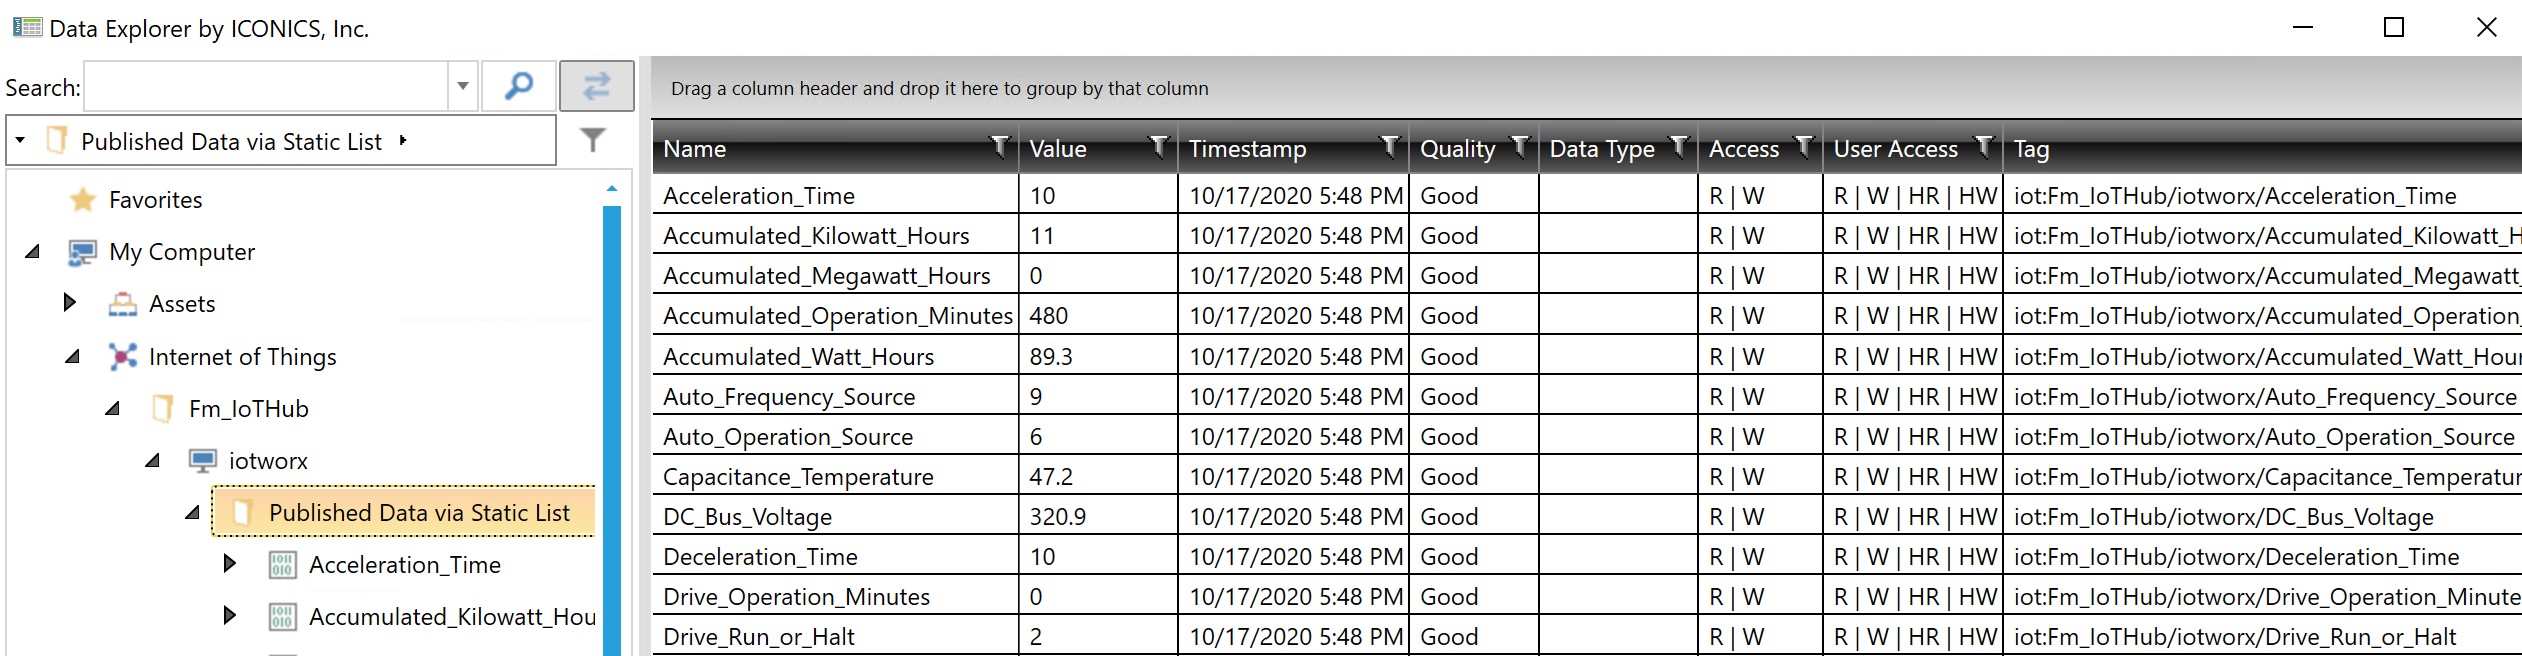 Data Explorer by ICONICS, Inc.
Search:
Published Data via Static List
Favorites
My Computer
Assets
Internet of Things
Fm_IoTHub
iotworx
Published Data via Static List
Acceleration_Time
Accumulated_Kilowatt_Hou
Drag a column header and drop it here to group by that column
Name Value Timestamp Quality Data Type Access User Access Tag
Acceleration_Time 10 10/17/2020 5:48 PM Good R | W R | W | HR | HW iot:Fm_IoTHub/iotworx/Acceleration_Time
Accumulated_Kilowatt_Hours 11 10/17/2020 5:48 PM Good R | W R | W | HR | HW iot:Fm_IoTHub/iotworx/Accumulated_Kilowatt_H
Accumulated_Megawatt_Hours 0 10/17/2020 5:48 PM Good R | W R | W | HR | HW iot:Fm_IoTHub/iotworx/Accumulated_Megawatt_
Accumulated_Operation_Minutes 480 10/17/2020 5:48 PM Good R | W R | W | HR | HW iot:Fm_IoTHub/iotworx/Accumulated_Operation_
Accumulated_Watt_Hours 89.3 10/17/2020 5:48 PM Good R | W R | W | HR | HW iot:Fm_IoTHub/iotworx/Accumulated_Watt_Hour
Auto_Frequency_Source 9 10/17/2020 5:48 PM Good R | W R | W | HR | HW iot:Fm_IoTHub/iotworx/Auto_Frequency_Source
Auto_Operation_Source 6 10/17/2020 5:48 PM Good R | W R | W | HR | HW iot:Fm_IoTHub/iotworx/Auto_Operation_Source
Capacitance_Temperature 47.2 10/17/2020 5:48 PM Good R | W R | W | HR | HW iot:Fm_IoTHub/iotworx/Capacitance_Temperatur
DC_Bus_Voltage 320.9 10/17/2020 5:48 PM Good R | W R | W | HR | HW iot:Fm_IoTHub/iotworx/DC_Bus_Voltage
Deceleration_Time 10 10/17/2020 5:48 PM Good R | W R | W | HR | HW iot:Fm_IoTHub/iotworx/Deceleration_Time
Drive_Operation_Minutes 0 10/17/2020 5:48 PM Good R | W R | W | HR | HW iot:Fm_IoTHub/iotworx/Drive_Operation_Minute
Drive_Run_or_Halt 2 10/17/2020 5:48 PM Good R | W R | W | HR | HW iot:Fm_IoTHub/iotworx/Drive_Run_or_Halt